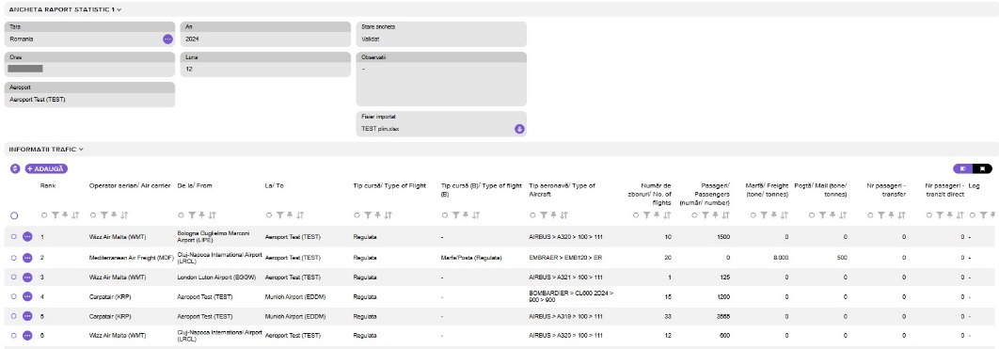 ANCHETA RAPORT STATISTIC 1
Tara
Romania
An
2024
Stare ancheta
Validat
Oras
Luna
12
Observatii
-
Aeroport
Aeroport Test (TEST)
Fisier importat
TEST plin.xlsx
INFORMATII TRAFIC
+ ADAUGĂ
Rank
Operator aerian/ Air carrier
De la/ From
La/ To
Tip cursă/ Type of Flight
Tip cursă (B)/ Type of flight
(B)
Tip aeronavă/ Type of
Aircraft
Număr de
zboruri/ No. of
flights
Pasageri/
Passengers
(număr/ number)
Marfă/ Freight
(tone/ tonnes)
Poştă/ Mail (tone/
tonnes)
Nr pasageri -
transfer
Nr pasageri -
tranzit direct
Log
1
Wizz Air Malta (WMT)
Bologna Guglielmo Marconi
Airport (LIPE)
Aeroport Test (TEST)
Regulata
-
AIRBUS > A320 > 100 > 111
10
1500
0
0
0
0
-
2
Mediterranean Air Freight (MDF)
Cluj-Napoca International Airport
(LRCL)
Aeroport Test (TEST)
Regulata
Marfa/Posta (Regulata)
EMBRAER > EMB120 > ER
20
0
8.000
500
0
0
-
3
Wizz Air Malta (WMT)
London Luton Airport (EGGW)
Aeroport Test (TEST)
Regulata
-
AIRBUS > A321 > 100 > 111
1
125
0
0
0
0
-
4
Carpatair (KRP)
Aeroport Test (TEST)
Munich Airport (EDDM)
Regulata
-
BOMBARDIER > CL600 2D24 >
900 > 900
15
1200
0
0
0
0
-
5
Carpatair (KRP)
Aeroport Test (TEST)
Munich Airport (EDDM)
Regulata
-
AIRBUS > A319 > 100 > 111
33
0
0
0
0
-
6
Wizz Air Malta (WMT)
Cluj-Napoca International Airport
(LRCL)
Aeroport Test (TEST)
Regulata
-
AIRBUS > A320 > 100 > 111
12
600
0
0
0
0
-